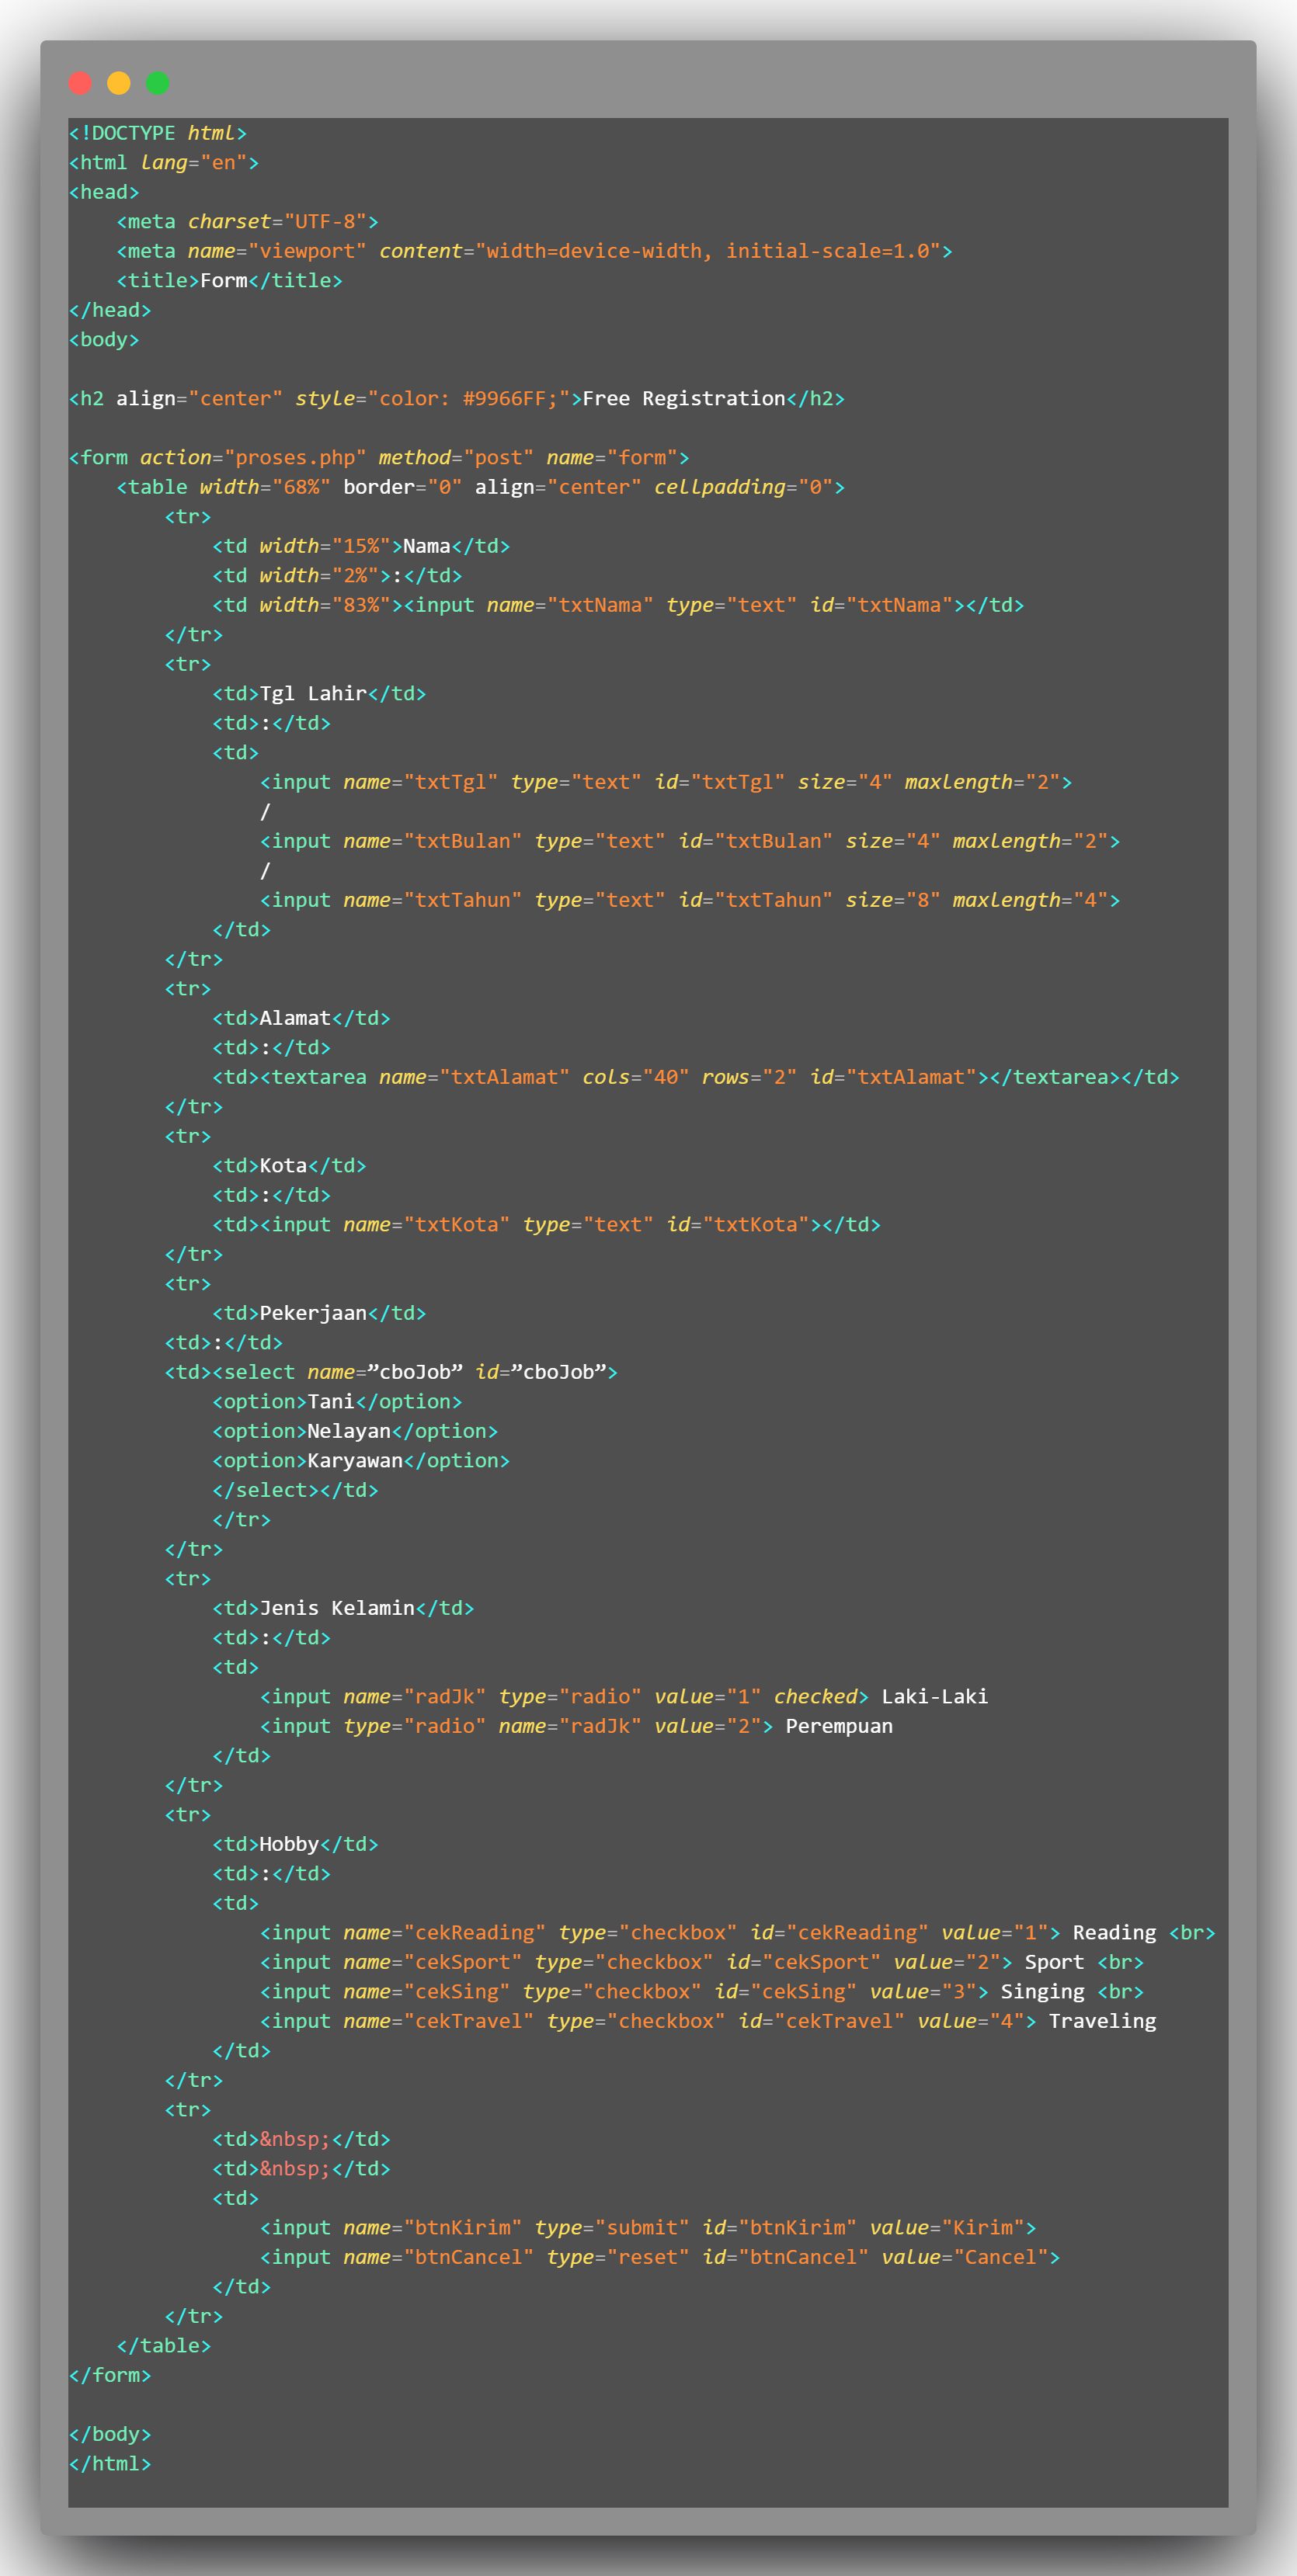 <!DOCTYPE html>
<html lang="en">
<head>
    <meta charset="UTF-8">
    <meta name="viewport" content="width=device-width, initial-scale=1.0">
    <title>Form</title>
</head>
<body>

<h2 align="center" style="color: #9966FF;">Free Registration</h2>

<form action="proses.php" method="post" name="form">
    <table width="68%" border="0" align="center" cellpadding="0">
        <tr>
            <td width="15%">Nama</td>
            <td width="2%">:</td>
            <td width="83%"><input name="txtNama" type="text" id="txtNama"></td>
        </tr>
        <tr>
            <td>Tgl Lahir</td>
            <td>:</td>
            <td>
                <input name="txtTgl" type="text" id="txtTgl" size="4" maxlength="2">
                /
                <input name="txtBulan" type="text" id="txtBulan" size="4" maxlength="2">
                /
                <input name="txtTahun" type="text" id="txtTahun" size="8" maxlength="4">
            </td>
        </tr>
        <tr>
            <td>Alamat</td>
            <td>:</td>
            <td><textarea name="txtAlamat" cols="40" rows="2" id="txtAlamat"></textarea></td>
        </tr>
        <tr>
            <td>Kota</td>
            <td>:</td>
            <td><input name="txtKota" type="text" id="txtKota"></td>
        </tr>
        <tr>
            <td>Pekerjaan</td>
        <td>:</td>
        <td><select name=”cboJob” id=”cboJob”>
            <option>Tani</option>
            <option>Nelayan</option>
            <option>Karyawan</option>
            </select></td>
            </tr>
        </tr>
        <tr>
            <td>Jenis Kelamin</td>
            <td>:</td>
            <td>
                <input name="radJk" type="radio" value="1" checked> Laki-Laki
                <input type="radio" name="radJk" value="2"> Perempuan
            </td>
        </tr>
        <tr>
            <td>Hobby</td>
            <td>:</td>
            <td>
                <input name="cekReading" type="checkbox" id="cekReading" value="1"> Reading <br>
                <input name="cekSport" type="checkbox" id="cekSport" value="2"> Sport <br>
                <input name="cekSing" type="checkbox" id="cekSing" value="3"> Singing <br>
                <input name="cekTravel" type="checkbox" id="cekTravel" value="4"> Traveling
            </td>
        </tr>
        <tr>
            <td>&nbsp;</td>
            <td>&nbsp;</td>
            <td>
                <input name="btnKirim" type="submit" id="btnKirim" value="Kirim">
                <input name="btnCancel" type="reset" id="btnCancel" value="Cancel">
            </td>
        </tr>
    </table>
</form>

</body>
</html>